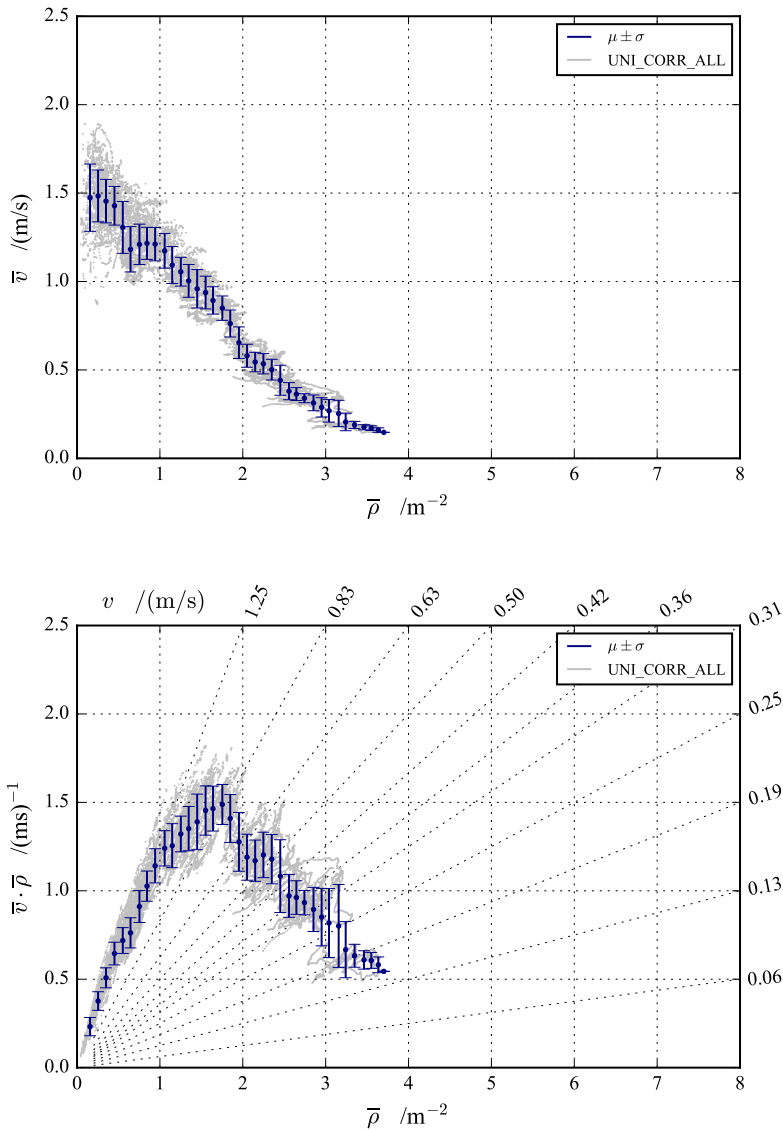 2.5
μ ± σ
UNI_CORR_ALL
2.0
1.5
v̅ /(m/s)
1.0
0.5
0.0
0 1 2 3 4 5 6 7 8
ρ̅ /m⁻²
v /(m/s) 1.25 0.83 0.63 0.50 0.42 0.36 0.31
2.5
μ ± σ
UNI_CORR_ALL
2.0 0.25
1.5 0.19
v̅ · ρ̅ /(ms)⁻¹
1.0 0.13
0.5 0.06
0.0
0 1 2 3 4 5 6 7 8
ρ̅ /m⁻²